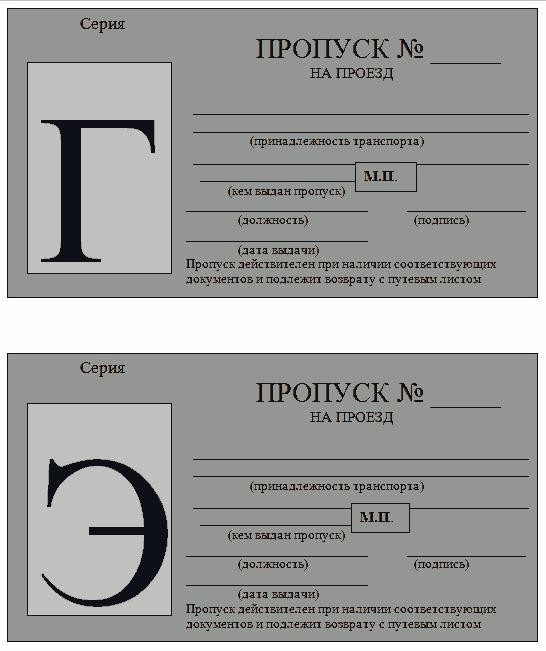 Серия
ПРОПУСК № ______
НА ПРОЕЗД
Г
(принадлежность транспорта)
М.П.
(кем выдан пропуск)
(должность) (подпись)
(дата выдачи)
Пропуск действителен при наличии соответствующих
документов и подлежит возврату с путевым листом
Серия
ПРОПУСК № ______
НА ПРОЕЗД
Э
(принадлежность транспорта)
М.П.
(кем выдан пропуск)
(должность) (подпись)
(дата выдачи)
Пропуск действителен при наличии соответствующих
документов и подлежит возврату с путевым листом